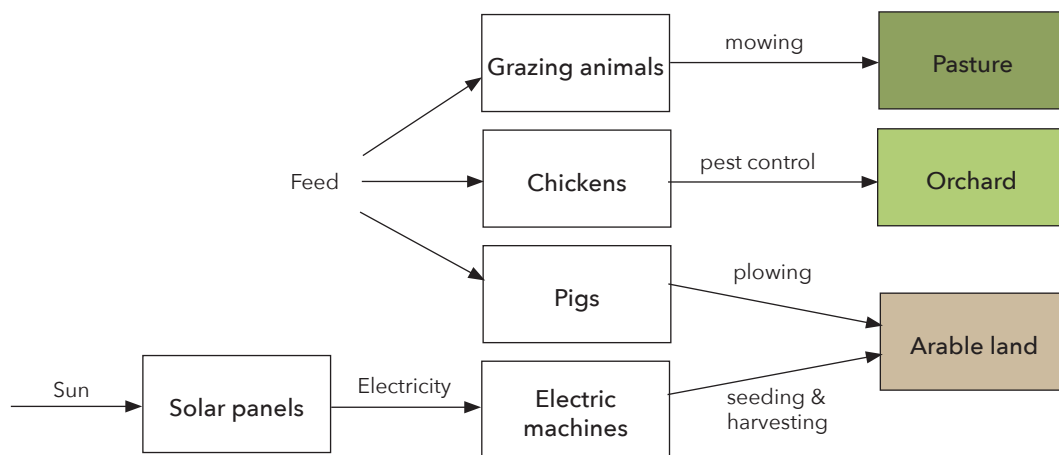 Grazing animals
mowing
Pasture
Feed
Chickens
pest control
Orchard
Pigs
plowing
Arable land
Sun
Solar panels
Electricity
Electric
machines
seeding &
harvesting